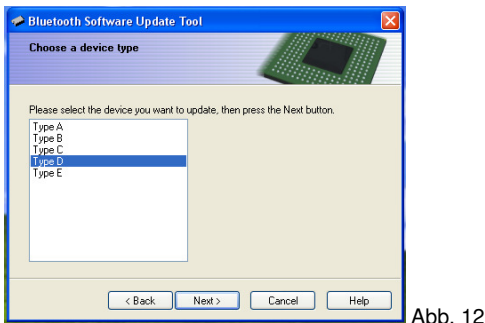 Bluetooth Software Update Tool
Choose a device type
Please select the device you want to update, then press the Next button.
Type A
Type B
Type C
Type D
Type E
< Back Next > Cancel Help
Abb. 12